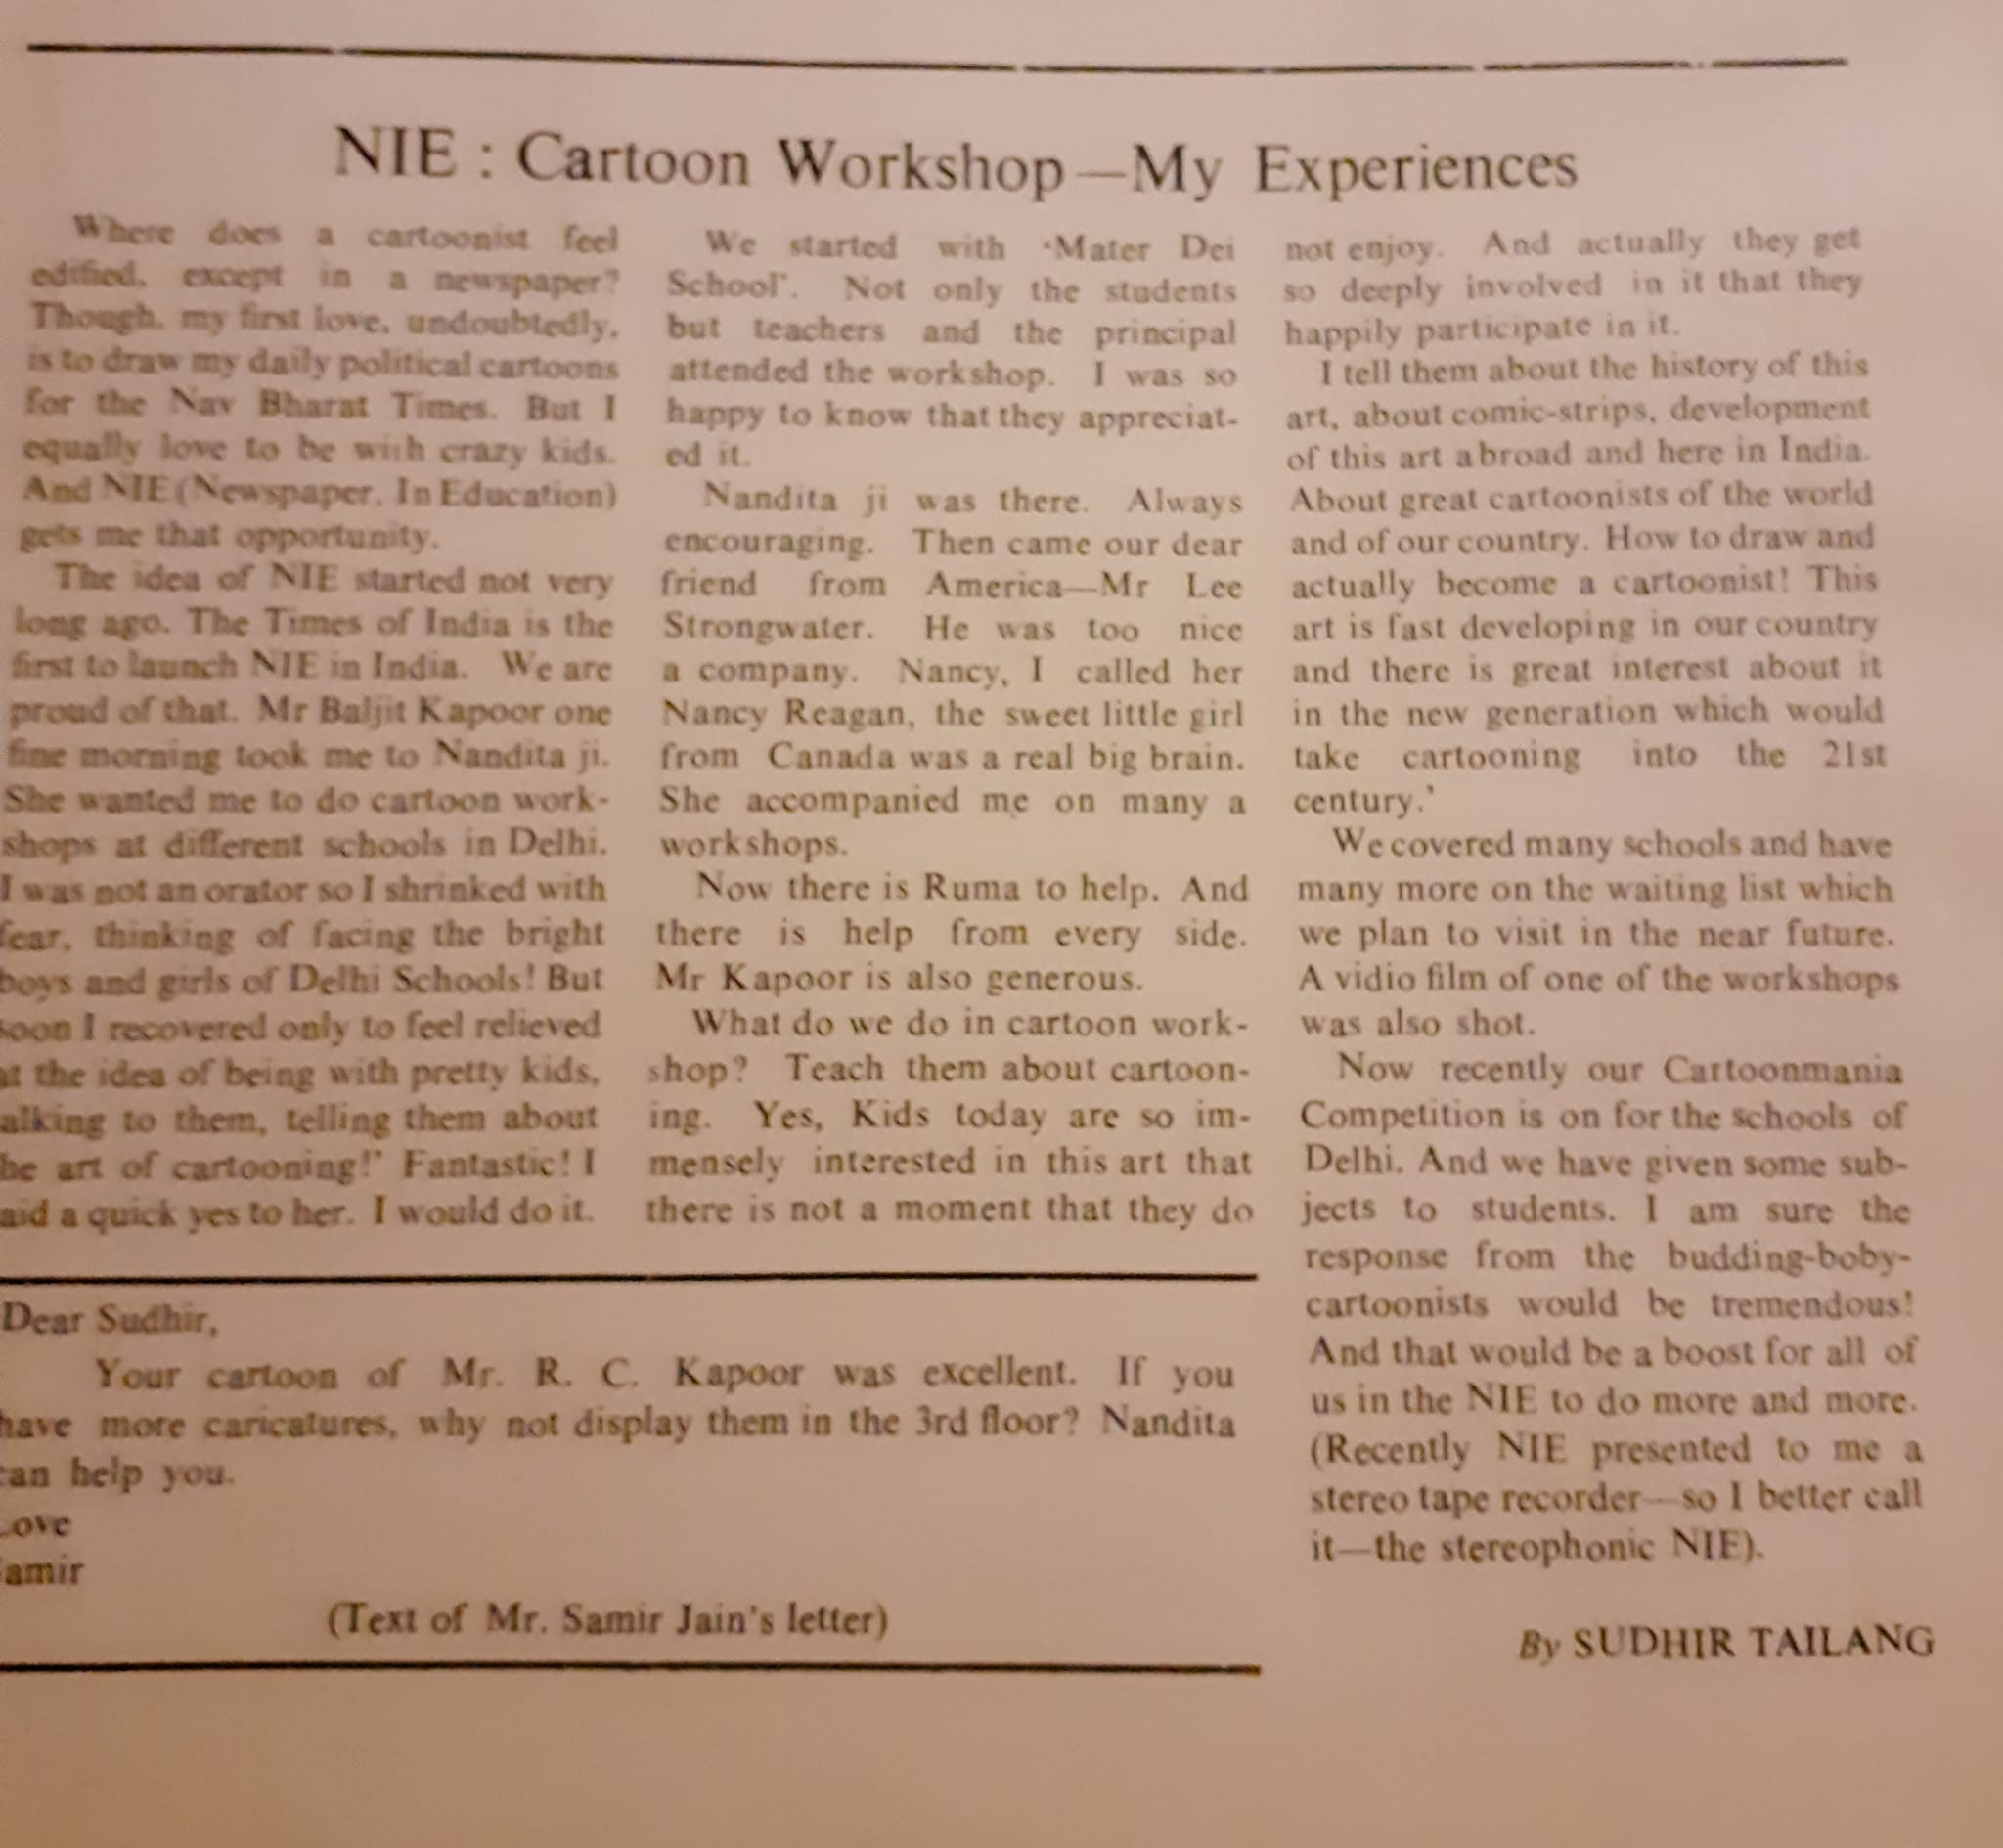 NIE : Cartoon Workshop—My Experiences
Where does a cartoonist feel
edified, except in a newspaper?
Though, my first love, undoubtedly,
is to draw my daily political cartoons
for the Nav Bharat Times. But I
equally love to be with crazy kids.
And NIE (Newspaper. In Education)
gets me that opportunity.
The idea of NIE started not very
long ago. The Times of India is the
first to launch NIE in India. We are
proud of that. Mr Baljit Kapoor one
fine morning took me to Nandita ji.
She wanted me to do cartoon work-
shops at different schools in Delhi.
I was not an orator so I shrinked with
fear, thinking of facing the bright
boys and girls of Delhi Schools! But
soon I recovered only to feel relieved
at the idea of being with pretty kids,
alking to them, telling them about
he art of cartooning!' Fantastic! I
aid a quick yes to her. I would do it.
We started with 'Mater Dei
School'. Not only the students
but teachers and the principal
attended the workshop. I was so
happy to know that they appreciat-
ed it.
Nandita ji was there. Always
encouraging. Then came our dear
friend from America—Mr Lee
Strongwater. He was too nice
a company. Nancy, I called her
Nancy Reagan, the sweet little girl
from Canada was a real big brain.
She accompanied me on many a
workshops.
Now there is Ruma to help. And
there is help from every side.
Mr Kapoor is also generous.
What do we do in cartoon work-
shop? Teach them about cartoon-
ing. Yes, Kids today are so im-
mensely interested in this art that
there is not a moment that they do
not enjoy. And actually they get
so deeply involved in it that they
happily participate in it.
I tell them about the history of this
art, about comic-strips, development
of this art abroad and here in India.
About great cartoonists of the world
and of our country. How to draw and
actually become a cartoonist! This
art is fast developing in our country
and there is great interest about it
in the new generation which would
take cartooning into the 21st
century.'
We covered many schools and have
many more on the waiting list which
we plan to visit in the near future.
A vidio film of one of the workshops
was also shot.
Now recently our Cartoonmania
Competition is on for the schools of
Delhi. And we have given some sub-
jects to students. I am sure the
response from the budding-boby-
cartoonists would be tremendous!
And that would be a boost for all of
us in the NIE to do more and more.
(Recently NIE presented to me a
stereo tape recorder—so I better call
it—the stereophonic NIE).
By SUDHIR TAILANG
Dear Sudhir,
Your cartoon of Mr. R. C. Kapoor was excellent. If you
have more caricatures, why not display them in the 3rd floor? Nandita
can help you.
Love
amir
(Text of Mr. Samir Jain's letter)